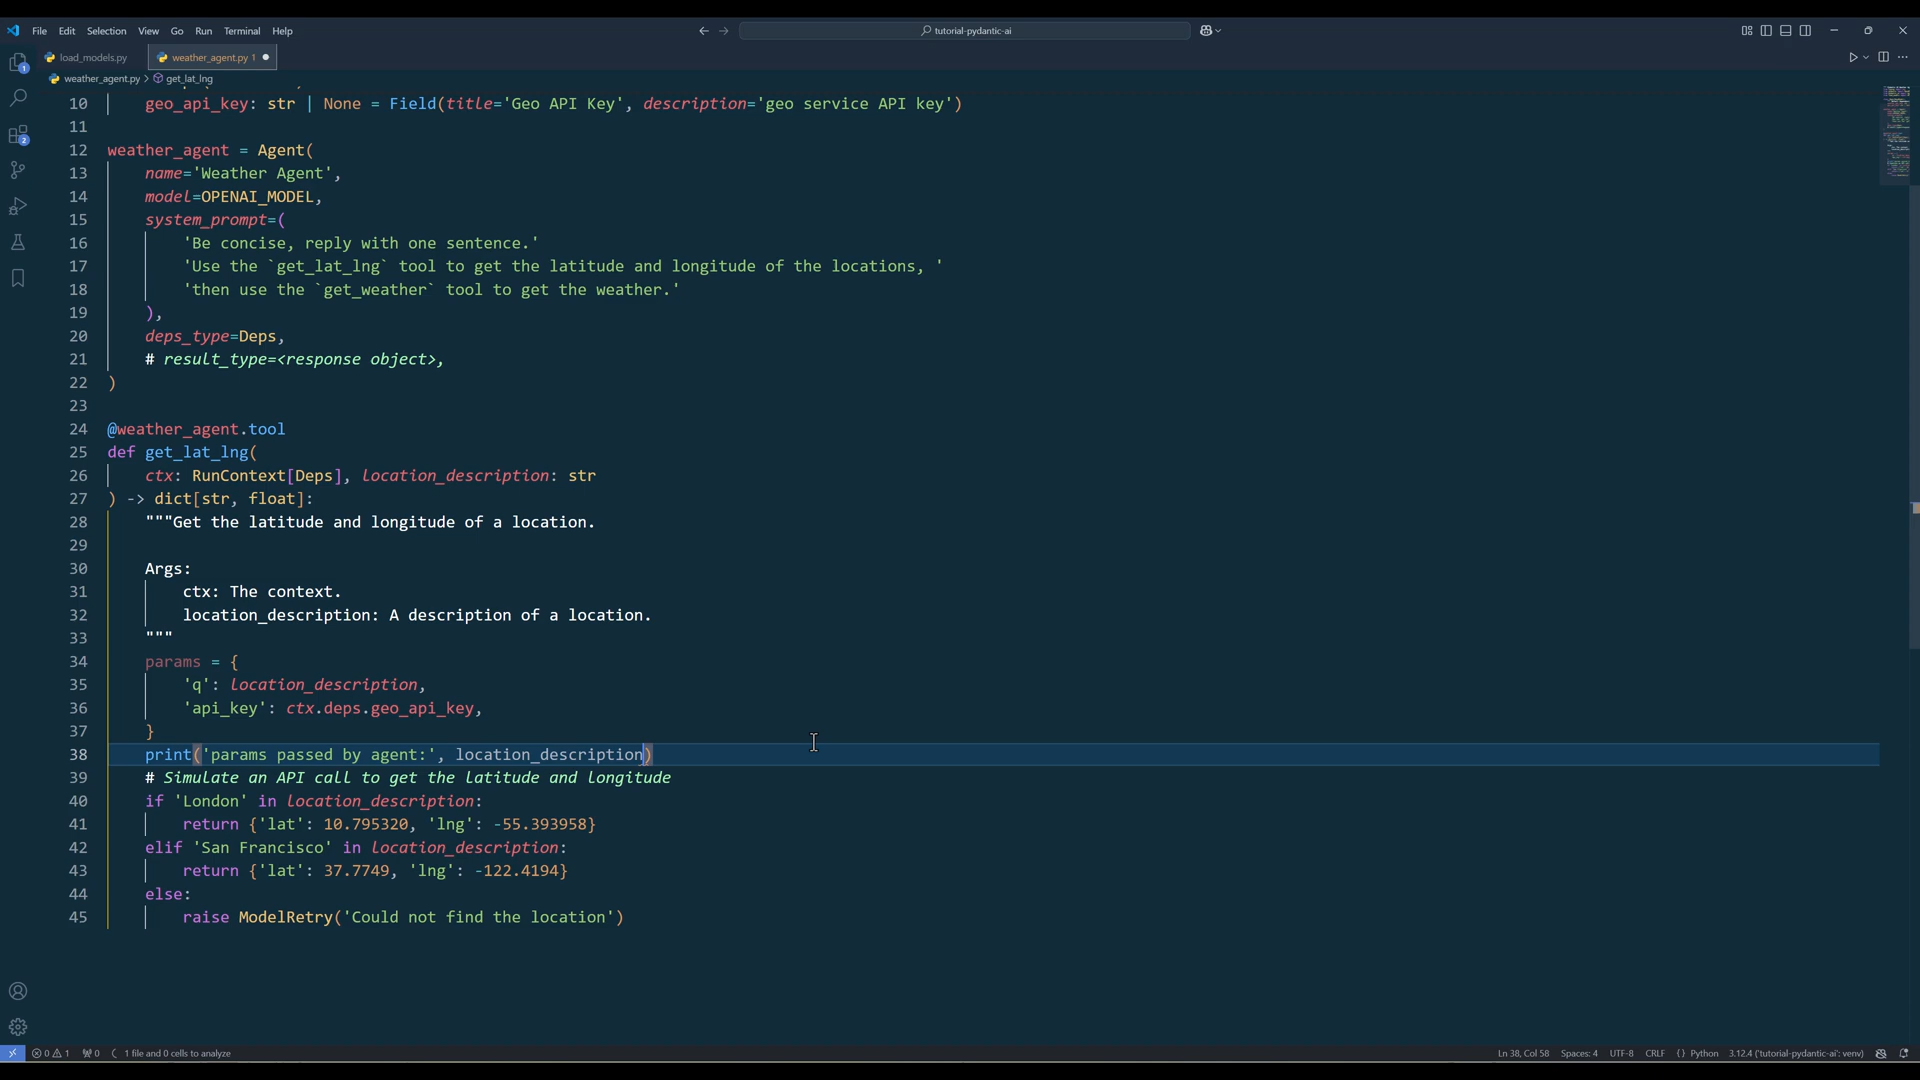 File Edit Selection View Go Run Terminal Help
tutorial-pydantic-ai
load_models.py weather_agent.py 1
weather_agent.py > get_lat_lng
10     geo_api_key: str | None = Field(title='Geo API Key', description='geo service API key')
11
12 weather_agent = Agent(
13     name='Weather Agent',
14     model=OPENAI_MODEL,
15     system_prompt=(
16         'Be concise, reply with one sentence.'
17         'Use the `get_lat_lng` tool to get the latitude and longitude of the locations, '
18         'then use the `get_weather` tool to get the weather.'
19     ),
20     deps_type=Deps,
21     # result_type=<response object>,
22 )
23
24 @weather_agent.tool
25 def get_lat_lng(
26     ctx: RunContext[Deps], location_description: str
27 ) -> dict[str, float]:
28     """Get the latitude and longitude of a location.
29
30     Args:
31         ctx: The context.
32         location_description: A description of a location.
33     """
34     params = {
35         'q': location_description,
36         'api_key': ctx.deps.geo_api_key,
37     }
38     print('params passed by agent:', location_description)
39     # Simulate an API call to get the latitude and longitude
40     if 'London' in location_description:
41         return {'lat': 10.795320, 'lng': -55.393958}
42     elif 'San Francisco' in location_description:
43         return {'lat': 37.7749, 'lng': -122.4194}
44     else:
45         raise ModelRetry('Could not find the location')
0 1 0 1 file and 0 cells to analyze Ln 38, Col 58 Spaces: 4 UTF-8 CRLF {} Python 3.12.4 ('tutorial-pydantic-ai': venv)